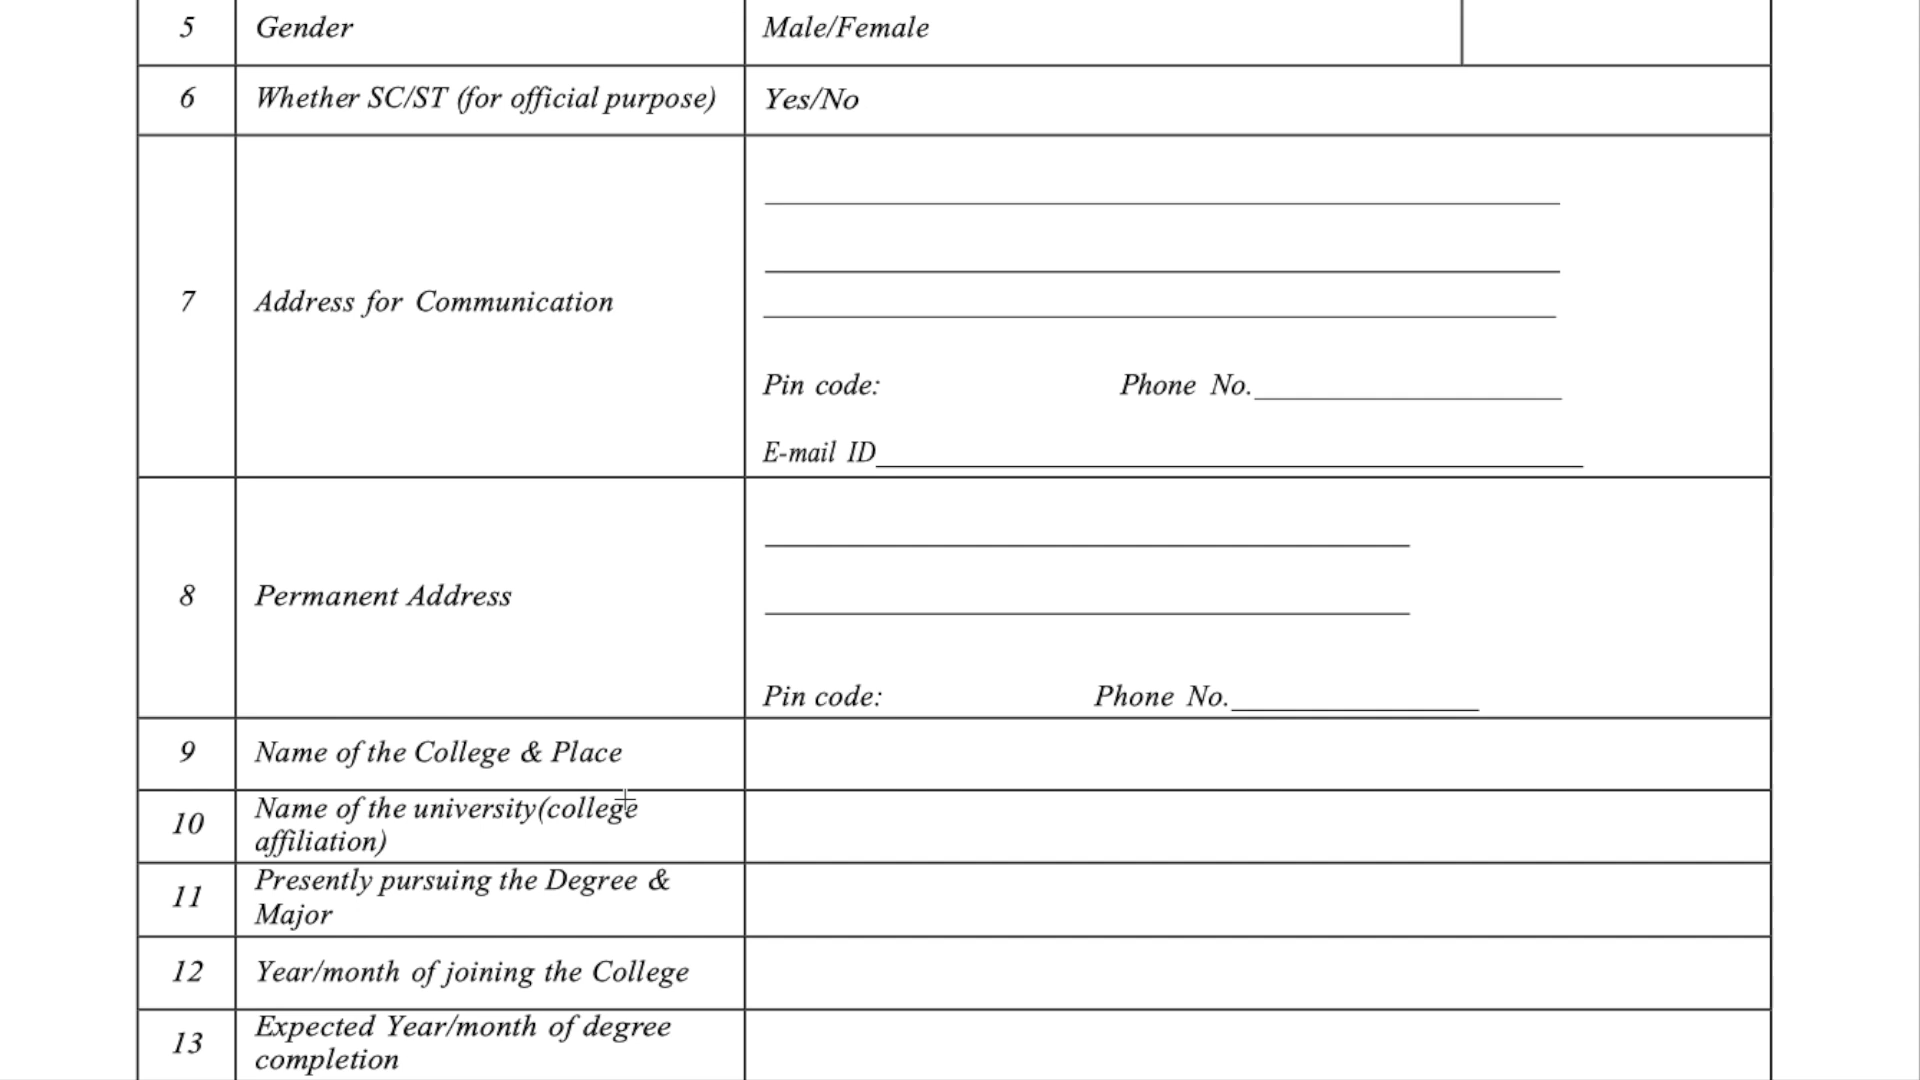 5 Gender Male/Female
6 Whether SC/ST (for official purpose) Yes/No
7 Address for Communication
Pin code: Phone No.
E-mail ID
8 Permanent Address
Pin code: Phone No.
9 Name of the College & Place
10 Name of the university(college
affiliation)
11 Presently pursuing the Degree &
Major
12 Year/month of joining the College
13 Expected Year/month of degree
completion